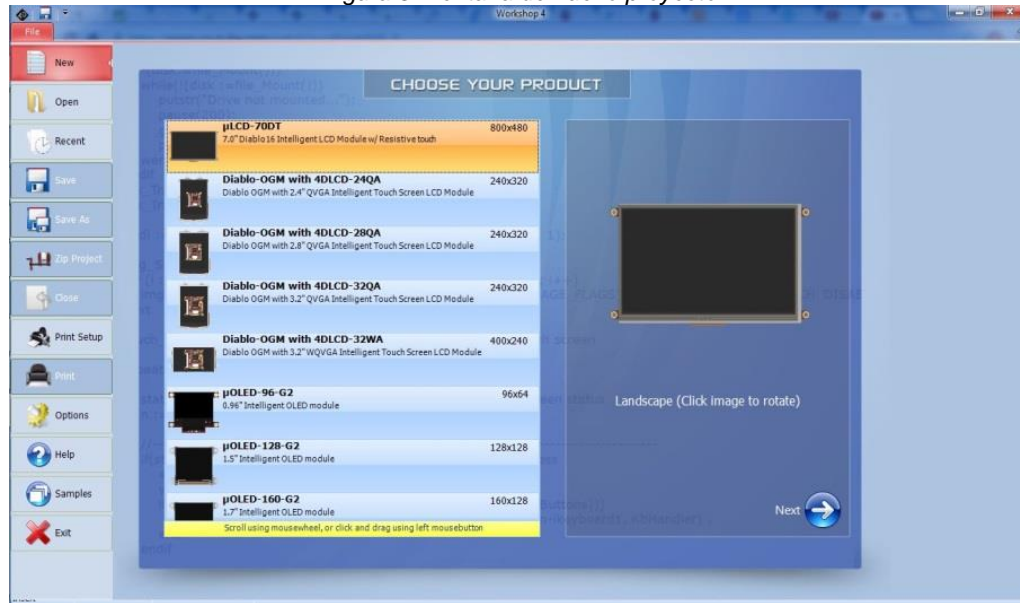 Workshop 4
File
New
Open
Recent
Save
Save As
Zip Project
Close
Print Setup
Print
Options
Help
Samples
Exit
CHOOSE YOUR PRODUCT
µLCD-70DT 800x480
7.0" Diablo16 Intelligent LCD Module w/ Resistive touch
Diablo-OGM with 4DLCD-24QA 240x320
Diablo OGM with 2.4" QVGA Intelligent Touch Screen LCD Module
Diablo-OGM with 4DLCD-28QA 240x320
Diablo OGM with 2.8" QVGA Intelligent Touch Screen LCD Module
Diablo-OGM with 4DLCD-32QA 240x320
Diablo OGM with 3.2" QVGA Intelligent Touch Screen LCD Module
Diablo-OGM with 4DLCD-32WA 400x240
Diablo OGM with 3.2" WQVGA Intelligent Touch Screen LCD Module
µOLED-96-G2 96x64
0.96" Intelligent OLED module
µOLED-128-G2 128x128
1.5" Intelligent OLED module
µOLED-160-G2 160x128
1.7" Intelligent OLED module
Scroll using mousewheel, or click and drag using left mousebutton
Landscape (Click image to rotate)
Next